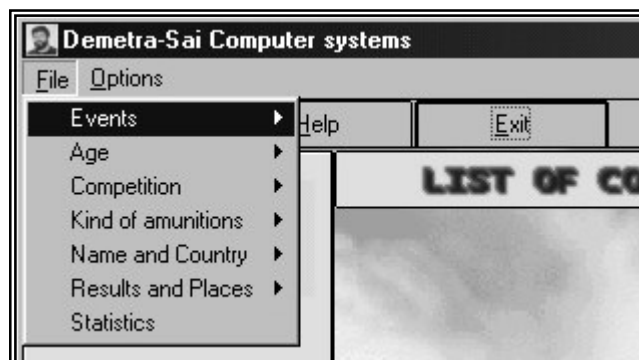 Demetra-Sai Computer systems
File Options
Events
Help Exit
Age
Competition
LIST OF CO
Kind of amunitions
Name and Country
Results and Places
Statistics